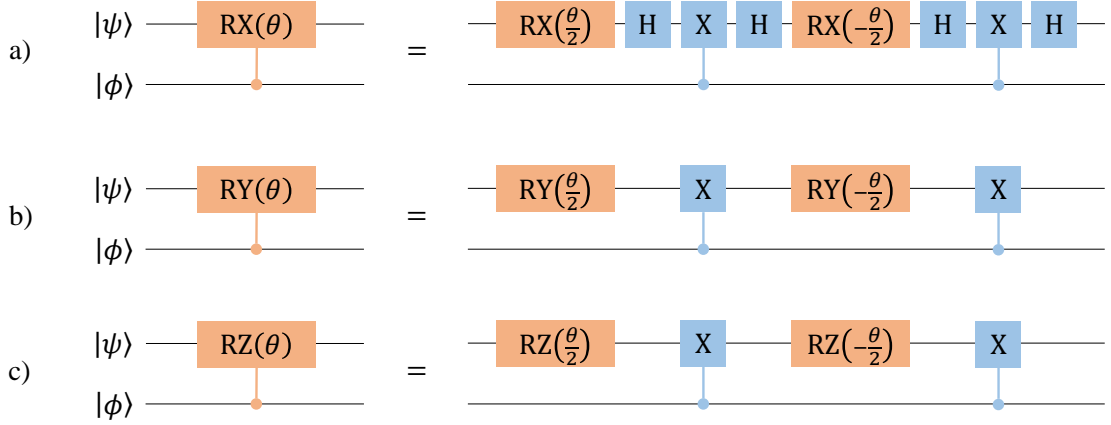 |ψ⟩ RX(θ) = RX(θ/2) H X H RX(−θ/2) H X H
a)
|ϕ⟩
|ψ⟩ RY(θ) = RY(θ/2) X RY(−θ/2) X
b)
|ϕ⟩
|ψ⟩ RZ(θ) = RZ(θ/2) X RZ(−θ/2) X
c)
|ϕ⟩